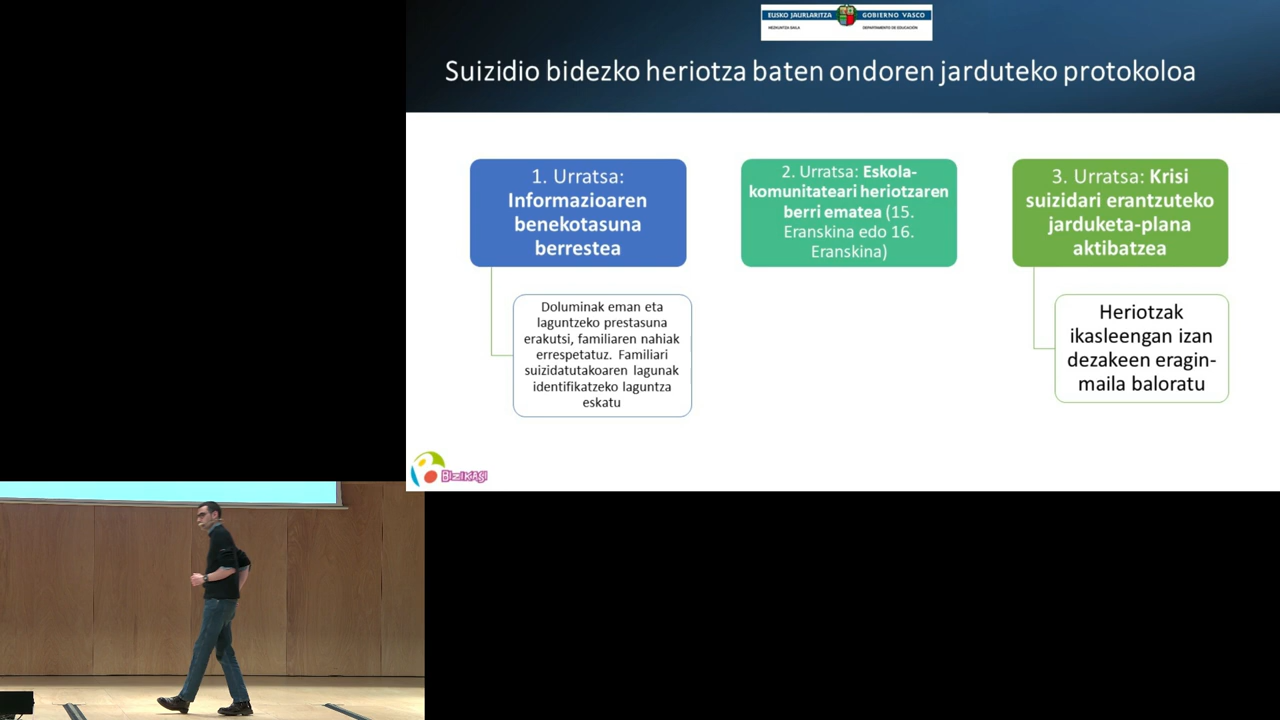 EUSKO JAURLARITZA
GOBIERNO VASCO
HEZKUNTZA SAILA
DEPARTAMENTO DE EDUCACIÓN
Suizidio bidezko heriotza baten ondoren jarduteko protokoloa
1. Urratsa:
Informazioaren
benekotasuna
berrestea
Doluminak eman eta
laguntzeko prestasuna
erakutsi, familiaren nahiak
errespetatuz. Familiari
suizidatutakoaren lagunak
identifikatzeko laguntza
eskatu
2. Urratsa: Eskola-
komunitateari heriotzaren
berri ematea (15.
Eranskina edo 16.
Eranskina)
3. Urratsa: Krisi
suizidari erantzuteko
jarduketa-plana
aktibatzea
Heriotzak
ikasleengan izan
dezakeen eragin-
maila baloratu
BIZIKASI